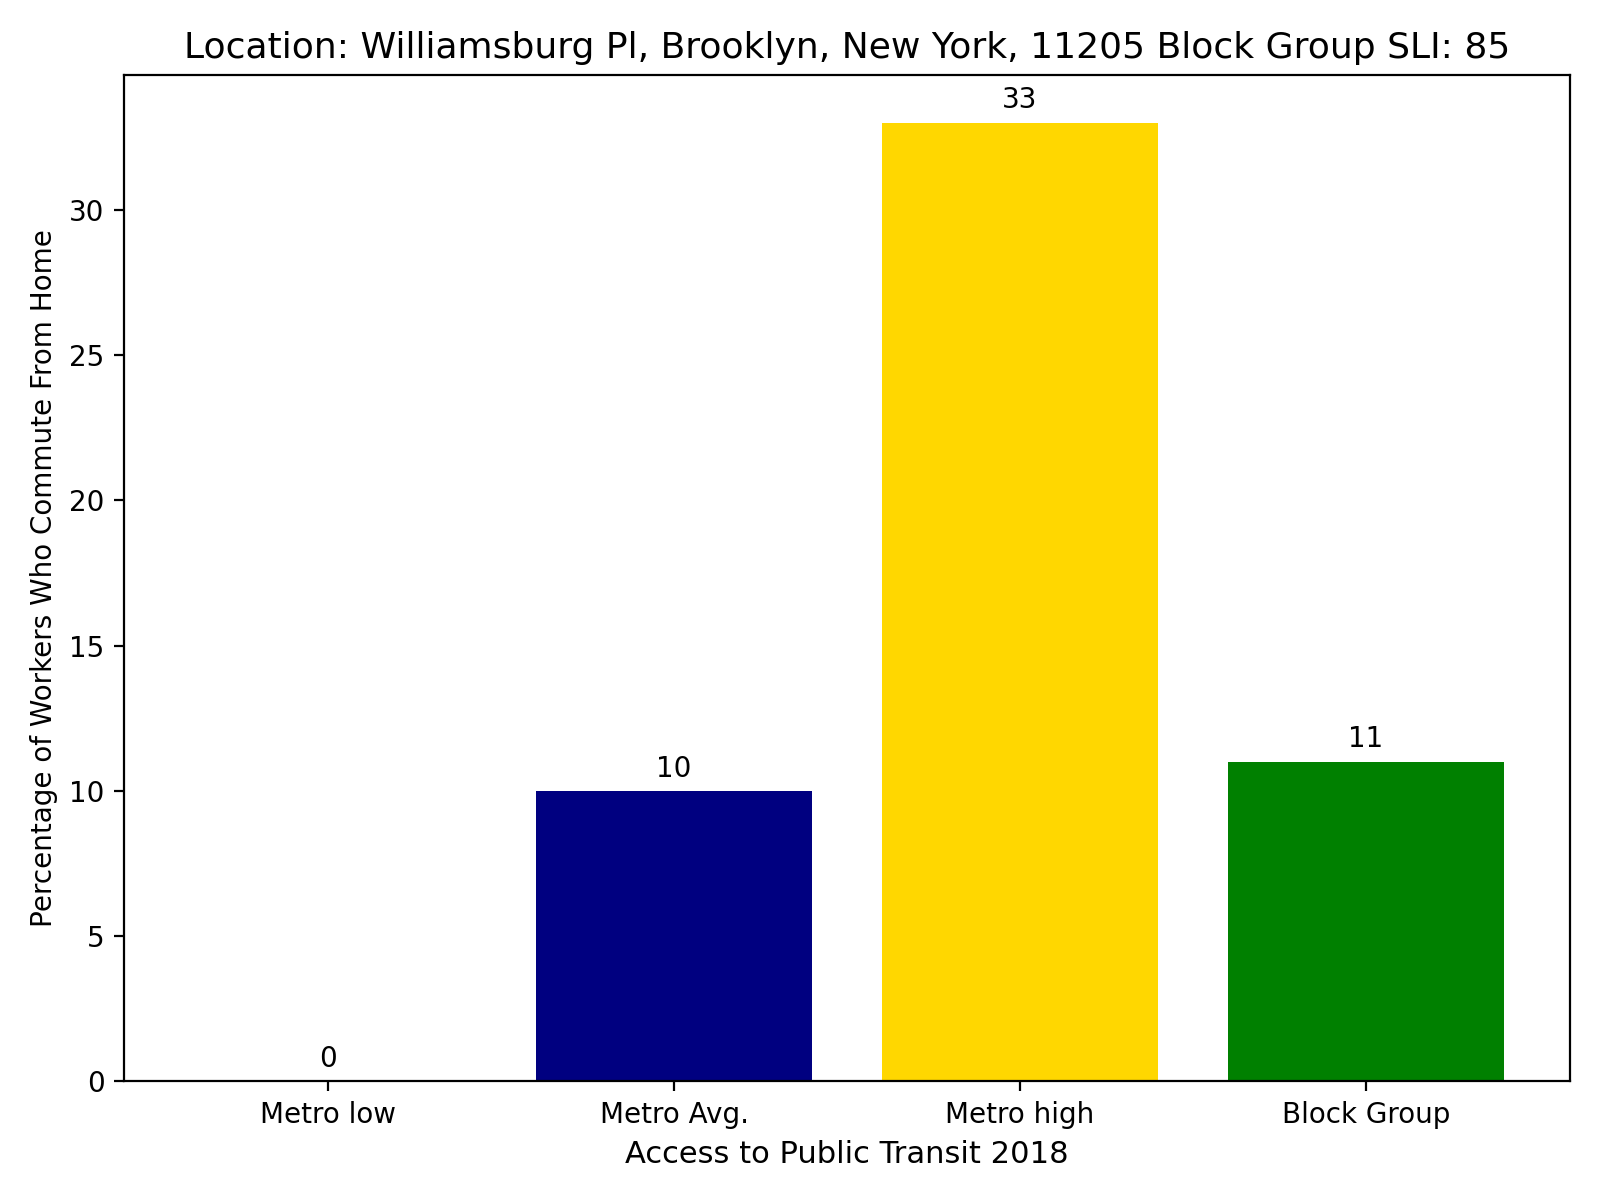 Location: Williamsburg Pl, Brooklyn, New York, 11205 Block Group SLI: 85
Percentage of Workers Who Commute From Home
30
25
20
15
10
5
0
0
10
33
11
Metro low
Metro Avg.
Metro high
Block Group
Access to Public Transit 2018